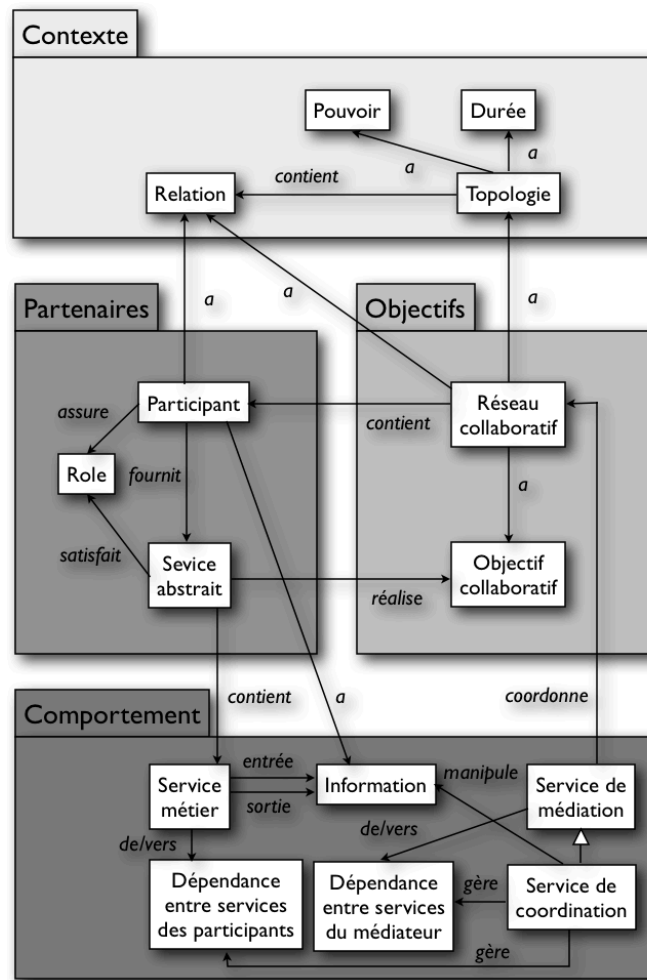 Contexte
Pouvoir
Durée
a
a
contient
Relation
Topologie
Partenaires
a
a
Objectifs
a
assure
Participant
contient
Réseau
collaboratif
Role
fournit
a
satisfait
Sevice
abstrait
réalise
Objectif
collaboratif
contient
a
coordonne
Comportement
entrée
manipule
Service
métier
Information
Service de
médiation
sortie
de/vers
de/vers
Dépendance
entre services
des participants
Dépendance
entre services
du médiateur
gère
Service de
coordination
gère